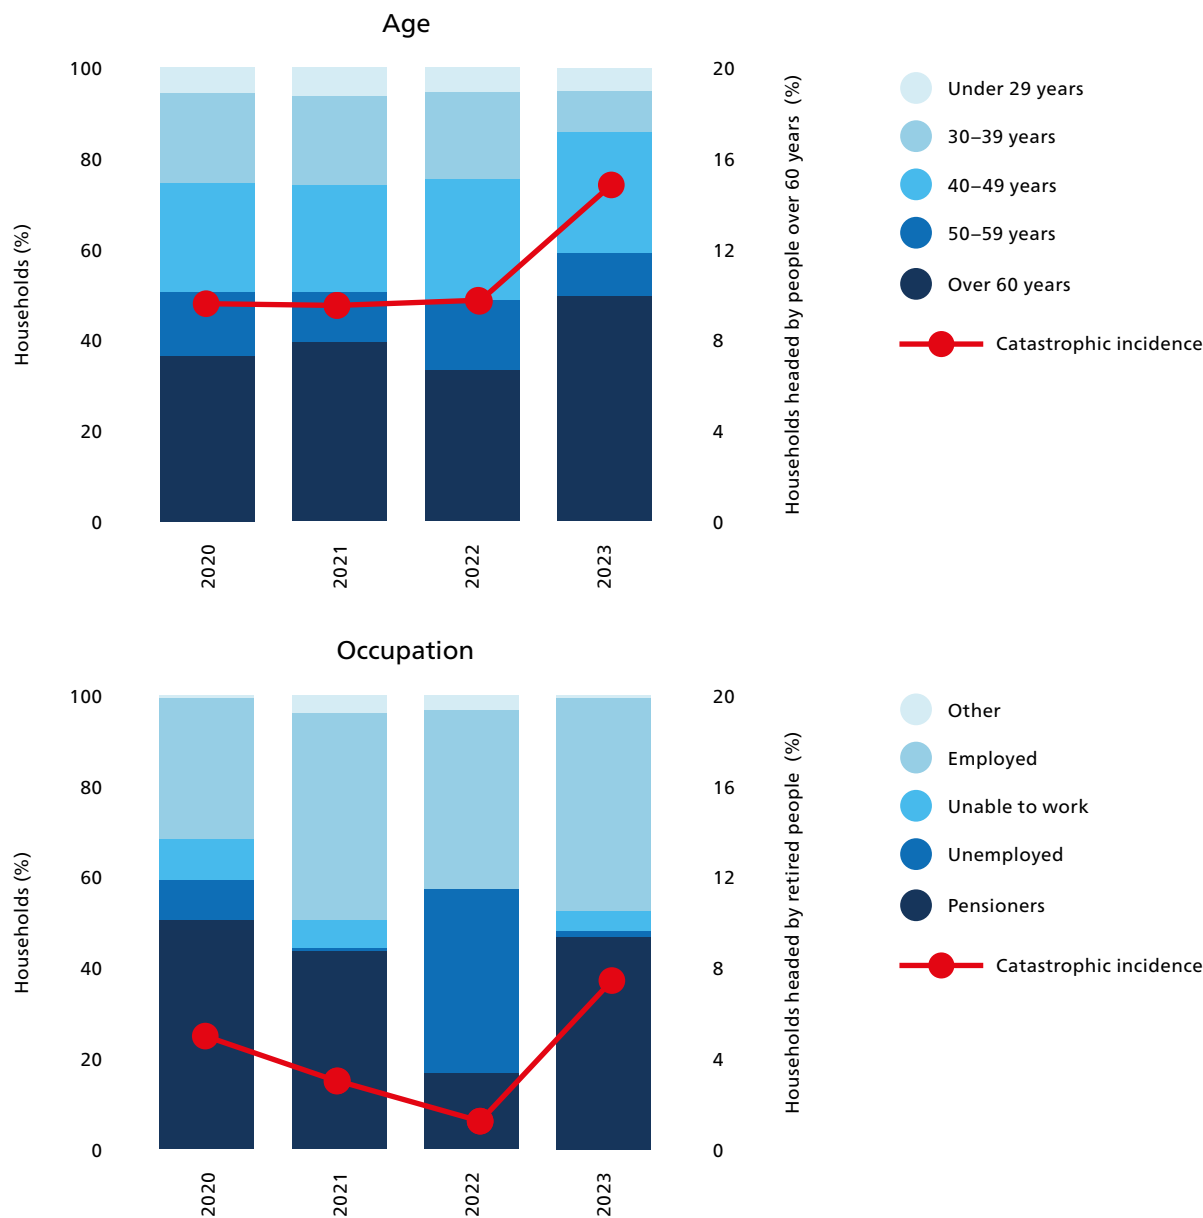 Age
Households (%)
100
80
60
40
20
0
2020
2021
2022
2023
20
16
12
8
4
0
Households headed by people over 60 years (%)
Under 29 years
30–39 years
40–49 years
50–59 years
Over 60 years
Catastrophic incidence
Occupation
Households (%)
100
80
60
40
20
0
2020
2021
2022
2023
20
16
12
8
4
0
Households headed by retired people (%)
Other
Employed
Unable to work
Unemployed
Pensioners
Catastrophic incidence